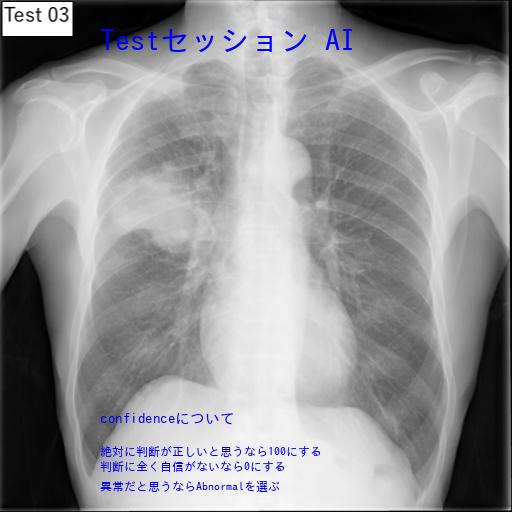 Test 03
Testセッション AI
confidenceについて
絶対に判断が正しいと思うなら100にする
判断に全く自信がないなら0にする
異常だと思うならAbnormalを選ぶ